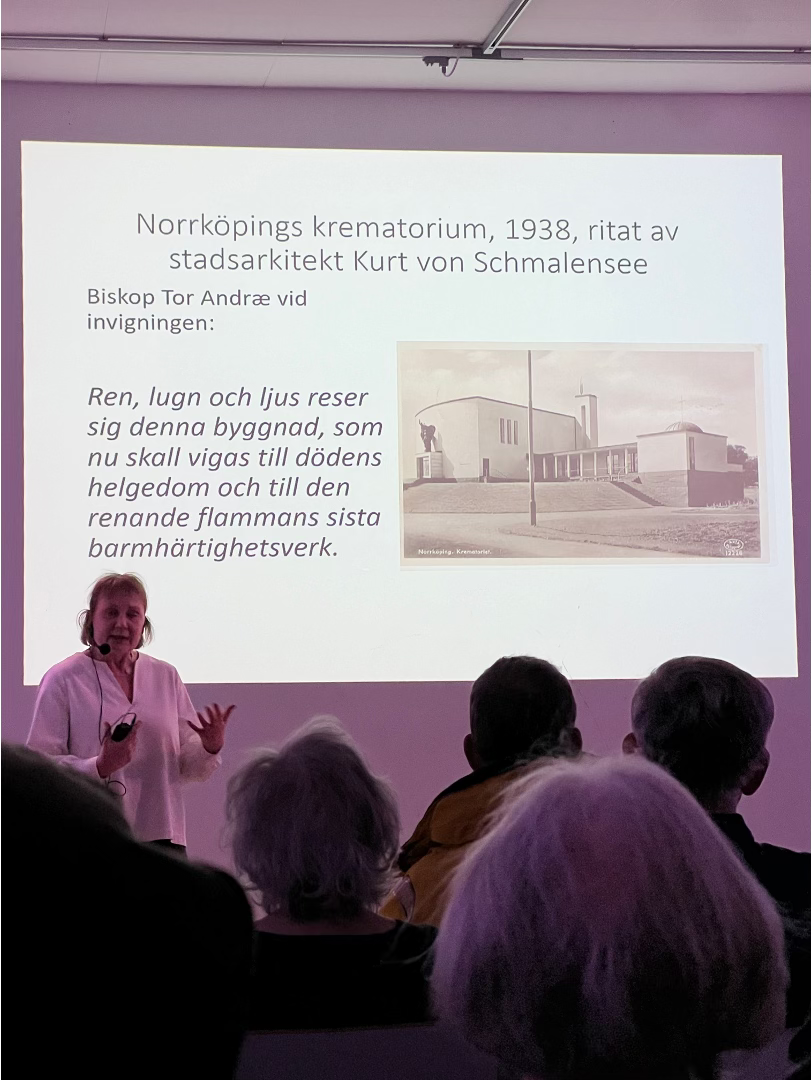 Norrköpings krematorium, 1938, ritat av
stadsarkitekt Kurt von Schmalensee
Biskop Tor Andræ vid
invigningen:
Ren, lugn och ljus reser
sig denna byggnad, som
nu skall vigas till dödens
helgedom och till den
renande flammans sista
barmhärtighetsverk.
Norrköping. Krematoriet.